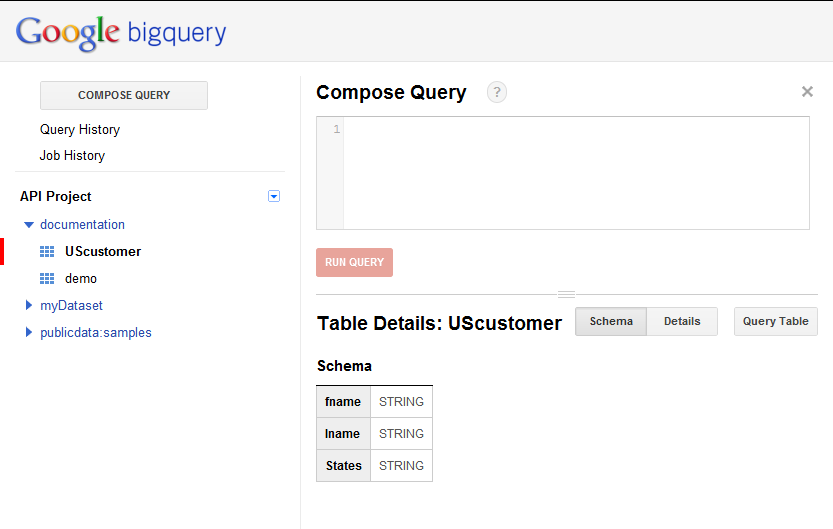 Google bigquery
COMPOSE QUERY
Query History
Job History
API Project
documentation
UScustomer
demo
myDataset
publicdata:samples
Compose Query ? ×
1
RUN QUERY
Table Details: UScustomer Schema Details Query Table
Schema
fname STRING
lname STRING
States STRING